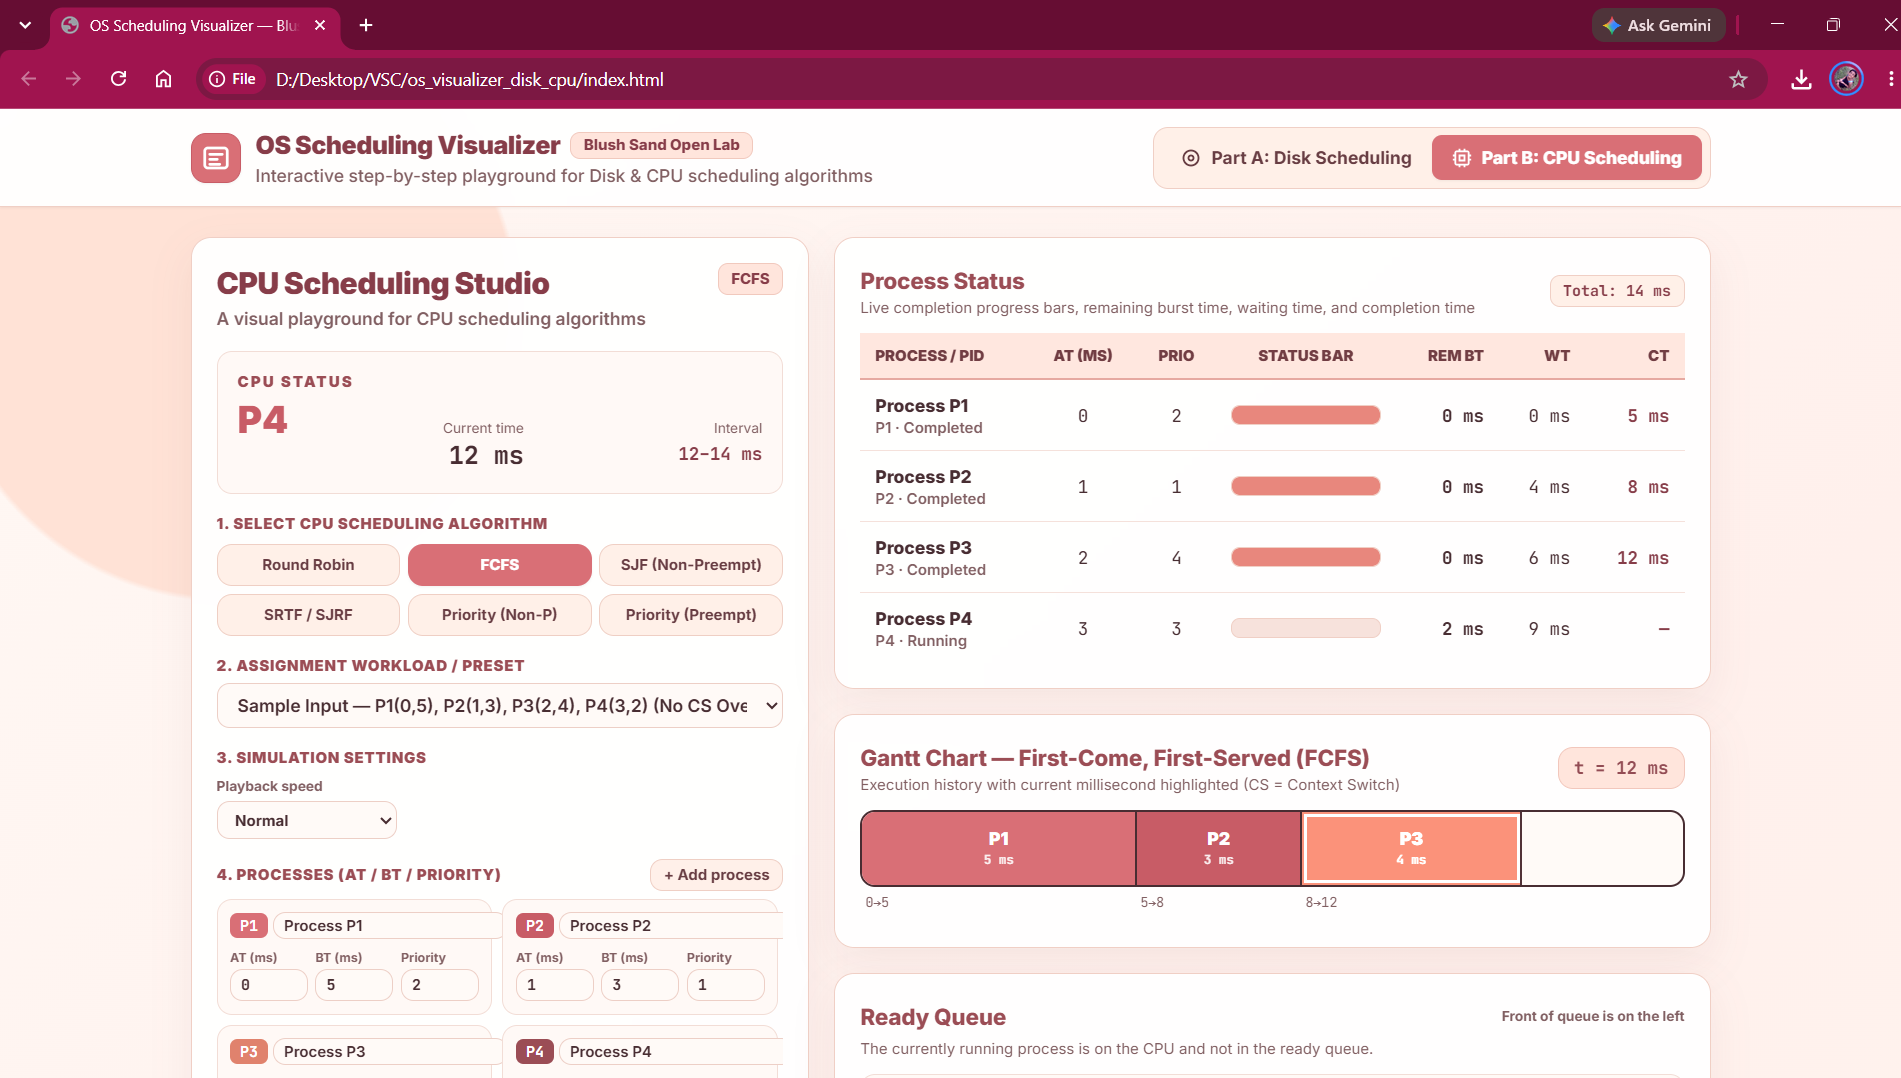 OS Scheduling Visualizer — Blu
Ask Gemini
File
D:/Desktop/VSC/os_visualizer_disk_cpu/index.html
OS Scheduling Visualizer
Blush Sand Open Lab
Interactive step-by-step playground for Disk & CPU scheduling algorithms
Part A: Disk Scheduling
Part B: CPU Scheduling
CPU Scheduling Studio
FCFS
A visual playground for CPU scheduling algorithms
CPU STATUS
P4
Current time
12 ms
Interval
12–14 ms
1. SELECT CPU SCHEDULING ALGORITHM
Round Robin
FCFS
SJF (Non-Preempt)
SRTF / SJRF
Priority (Non-P)
Priority (Preempt)
2. ASSIGNMENT WORKLOAD / PRESET
Sample Input — P1(0,5), P2(1,3), P3(2,4), P4(3,2) (No CS Ove
3. SIMULATION SETTINGS
Playback speed
Normal
4. PROCESSES (AT / BT / PRIORITY)
+ Add process
P1 Process P1
AT (ms) BT (ms) Priority
0 5 2
P2 Process P2
AT (ms) BT (ms) Priority
1 3 1
P3 Process P3
P4 Process P4
Process Status
Live completion progress bars, remaining burst time, waiting time, and completion time
Total: 14 ms
PROCESS / PID AT (MS) PRIO STATUS BAR REM BT WT CT
Process P1 0 2 0 ms 0 ms 5 ms
P1 · Completed
Process P2 1 1 0 ms 4 ms 8 ms
P2 · Completed
Process P3 2 4 0 ms 6 ms 12 ms
P3 · Completed
Process P4 3 3 2 ms 9 ms —
P4 · Running
Gantt Chart — First-Come, First-Served (FCFS)
Execution history with current millisecond highlighted (CS = Context Switch)
t = 12 ms
P1 P2 P3
5 ms 3 ms 4 ms
0→5 5→8 8→12
Ready Queue
Front of queue is on the left
The currently running process is on the CPU and not in the ready queue.